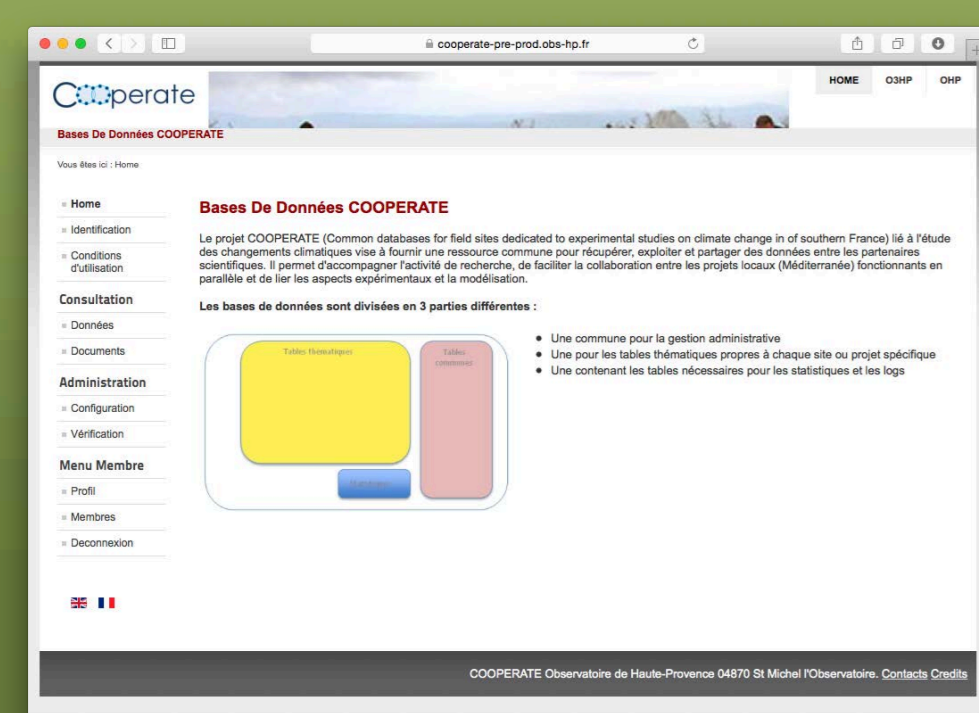 cooperate-pre-prod.obs-hp.fr
Cooperate
HOME O3HP OHP
Bases De Données COOPERATE
Vous êtes ici : Home
Home
Identification
Conditions
d'utilisation
Consultation
Données
Documents
Administration
Configuration
Vérification
Menu Membre
Profil
Membres
Deconnexion
Bases De Données COOPERATE
Le projet COOPERATE (Common databases for field sites dedicated to experimental studies on climate change in of southern France) lié à l'étude
des changements climatiques vise à fournir une ressource commune pour récupérer, exploiter et partager des données entre les partenaires
scientifiques. Il permet d'accompagner l'activité de recherche, de faciliter la collaboration entre les projets locaux (Méditerranée) fonctionnants en
parallèle et de lier les aspects expérimentaux et la modélisation.
Les bases de données sont divisées en 3 parties différentes :
Tables thématiques
Tables
communes
Une commune pour la gestion administrative
Une pour les tables thématiques propres à chaque site ou projet spécifique
Une contenant les tables nécessaires pour les statistiques et les logs
COOPERATE Observatoire de Haute-Provence 04870 St Michel l'Observatoire. Contacts Credits